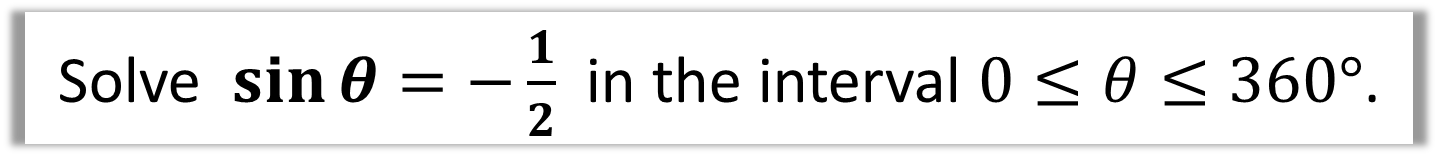 Solve sin θ = −1/2 in the interval 0 ≤ θ ≤ 360°.